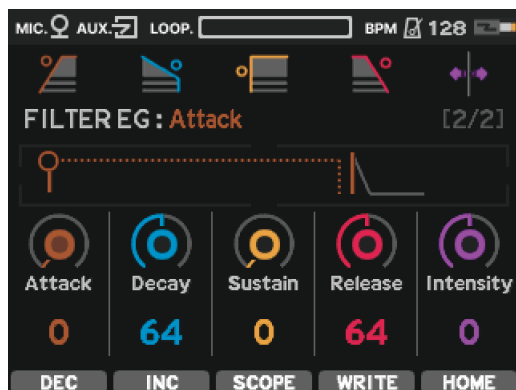 MIC. AUX. LOOP. BPM 128
FILTER EG : Attack [2/2]
Attack Decay Sustain Release Intensity
0 64 0 64 0
DEC INC SCOPE WRITE HOME